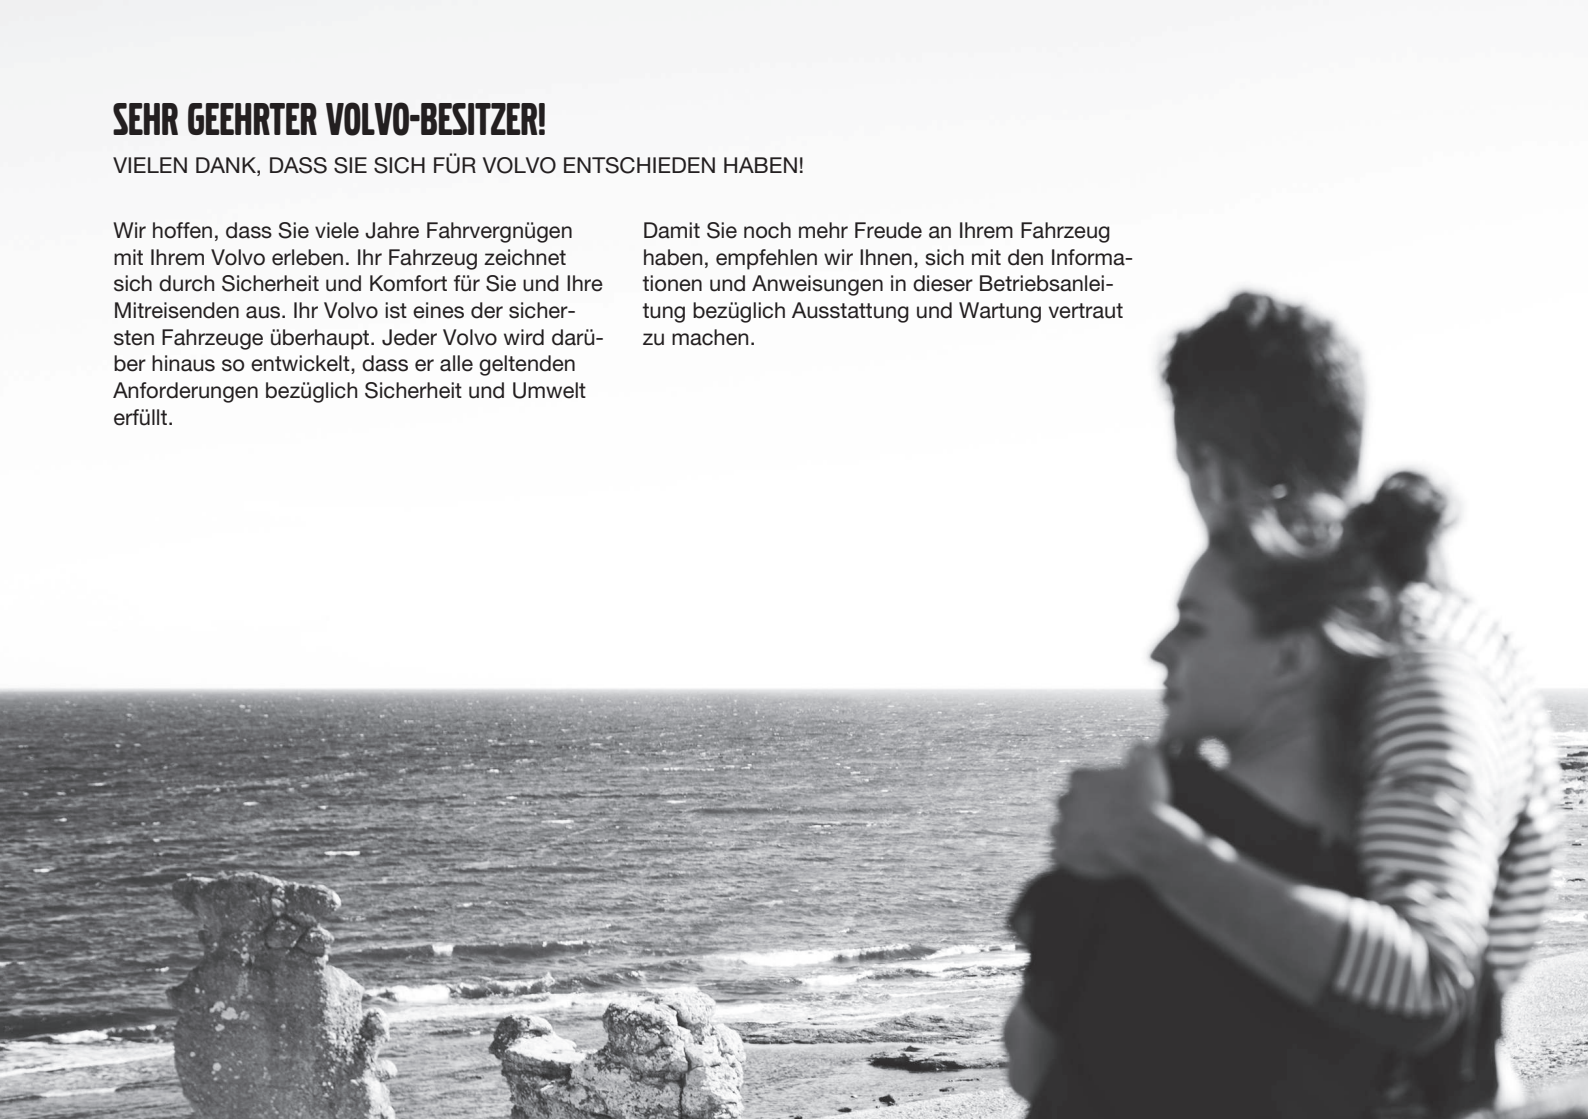 SEHR GEEHRTER VOLVO-BESITZER!
VIELEN DANK, DASS SIE SICH FÜR VOLVO ENTSCHIEDEN HABEN!
Wir hoffen, dass Sie viele Jahre Fahrvergnügen
mit Ihrem Volvo erleben. Ihr Fahrzeug zeichnet
sich durch Sicherheit und Komfort für Sie und Ihre
Mitreisenden aus. Ihr Volvo ist eines der sicher-
sten Fahrzeuge überhaupt. Jeder Volvo wird darü-
ber hinaus so entwickelt, dass er alle geltenden
Anforderungen bezüglich Sicherheit und Umwelt
erfüllt.
Damit Sie noch mehr Freude an Ihrem Fahrzeug
haben, empfehlen wir Ihnen, sich mit den Informa-
tionen und Anweisungen in dieser Betriebsanlei-
tung bezüglich Ausstattung und Wartung vertraut
zu machen.